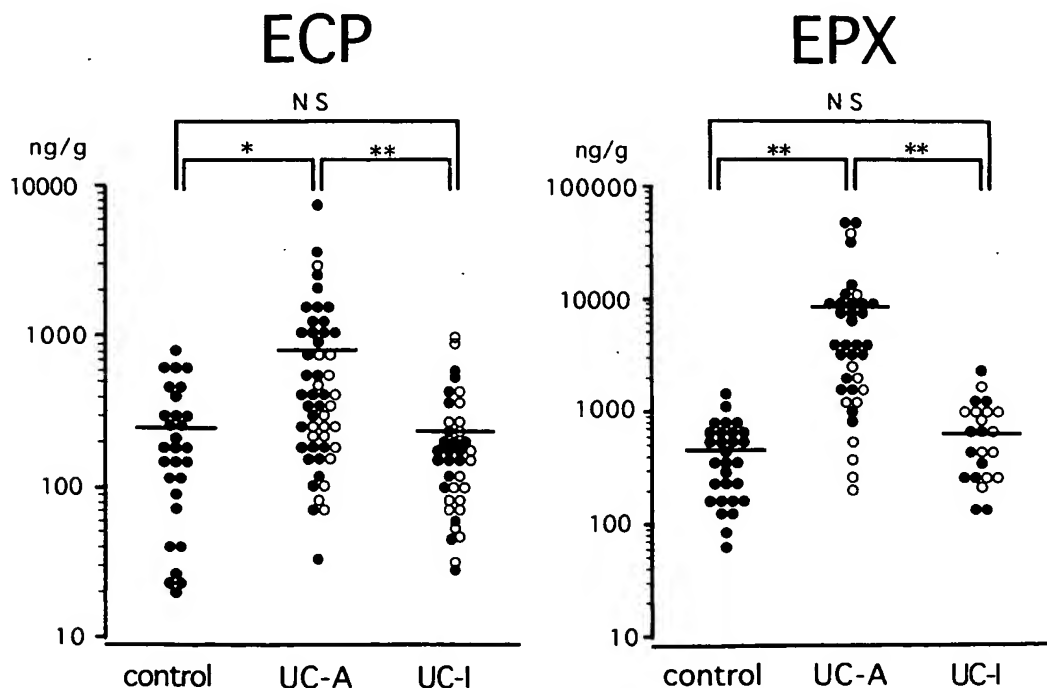 ECP
NS
ng/g
*
**
10000
1000
100
10
control
UC-A
UC-I
EPX
NS
ng/g
**
**
100000
10000
1000
100
10
control
UC-A
UC-I